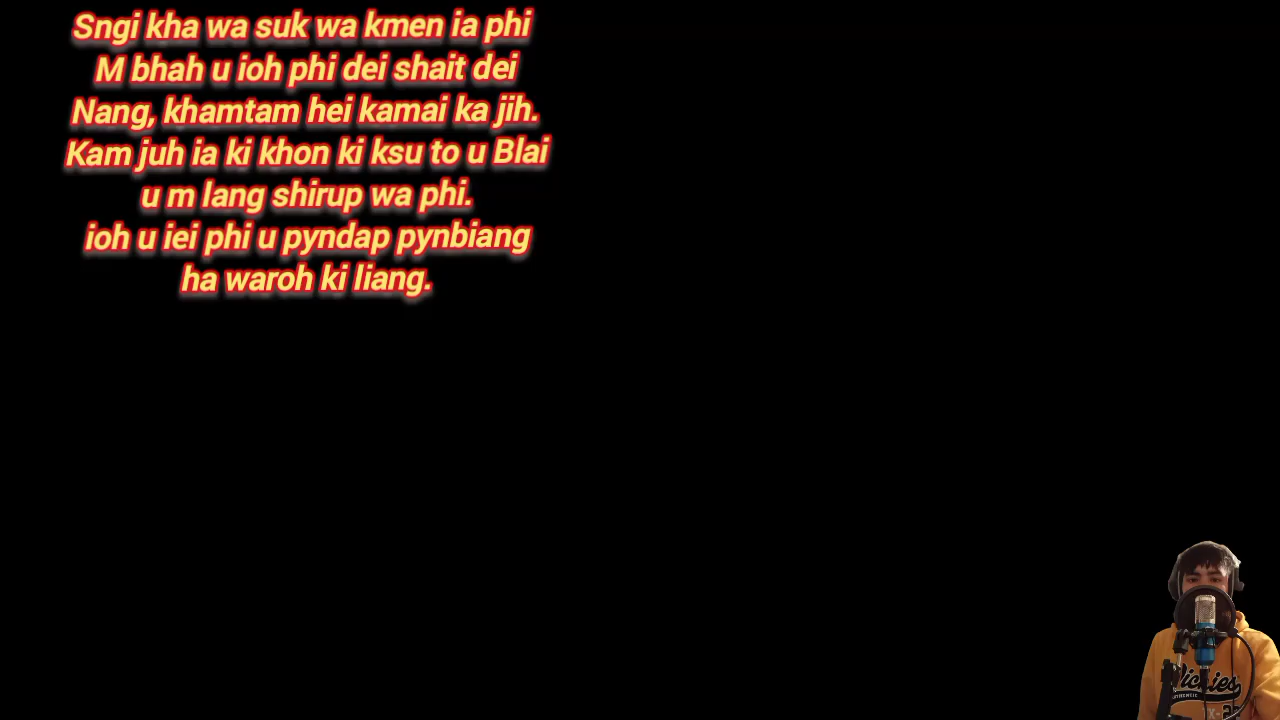 Sngi kha wa suk wa kmen ia phi
M bhah u ioh phi dei shait dei
Nang, khamtam hei kamai ka jih.
Kam juh ia ki khon ki ksu to u Blai
u m lang shirup wa phi.
ioh u iei phi u pyndap pynbiang
ha waroh ki liang.
Dickies
AUTHENTIC